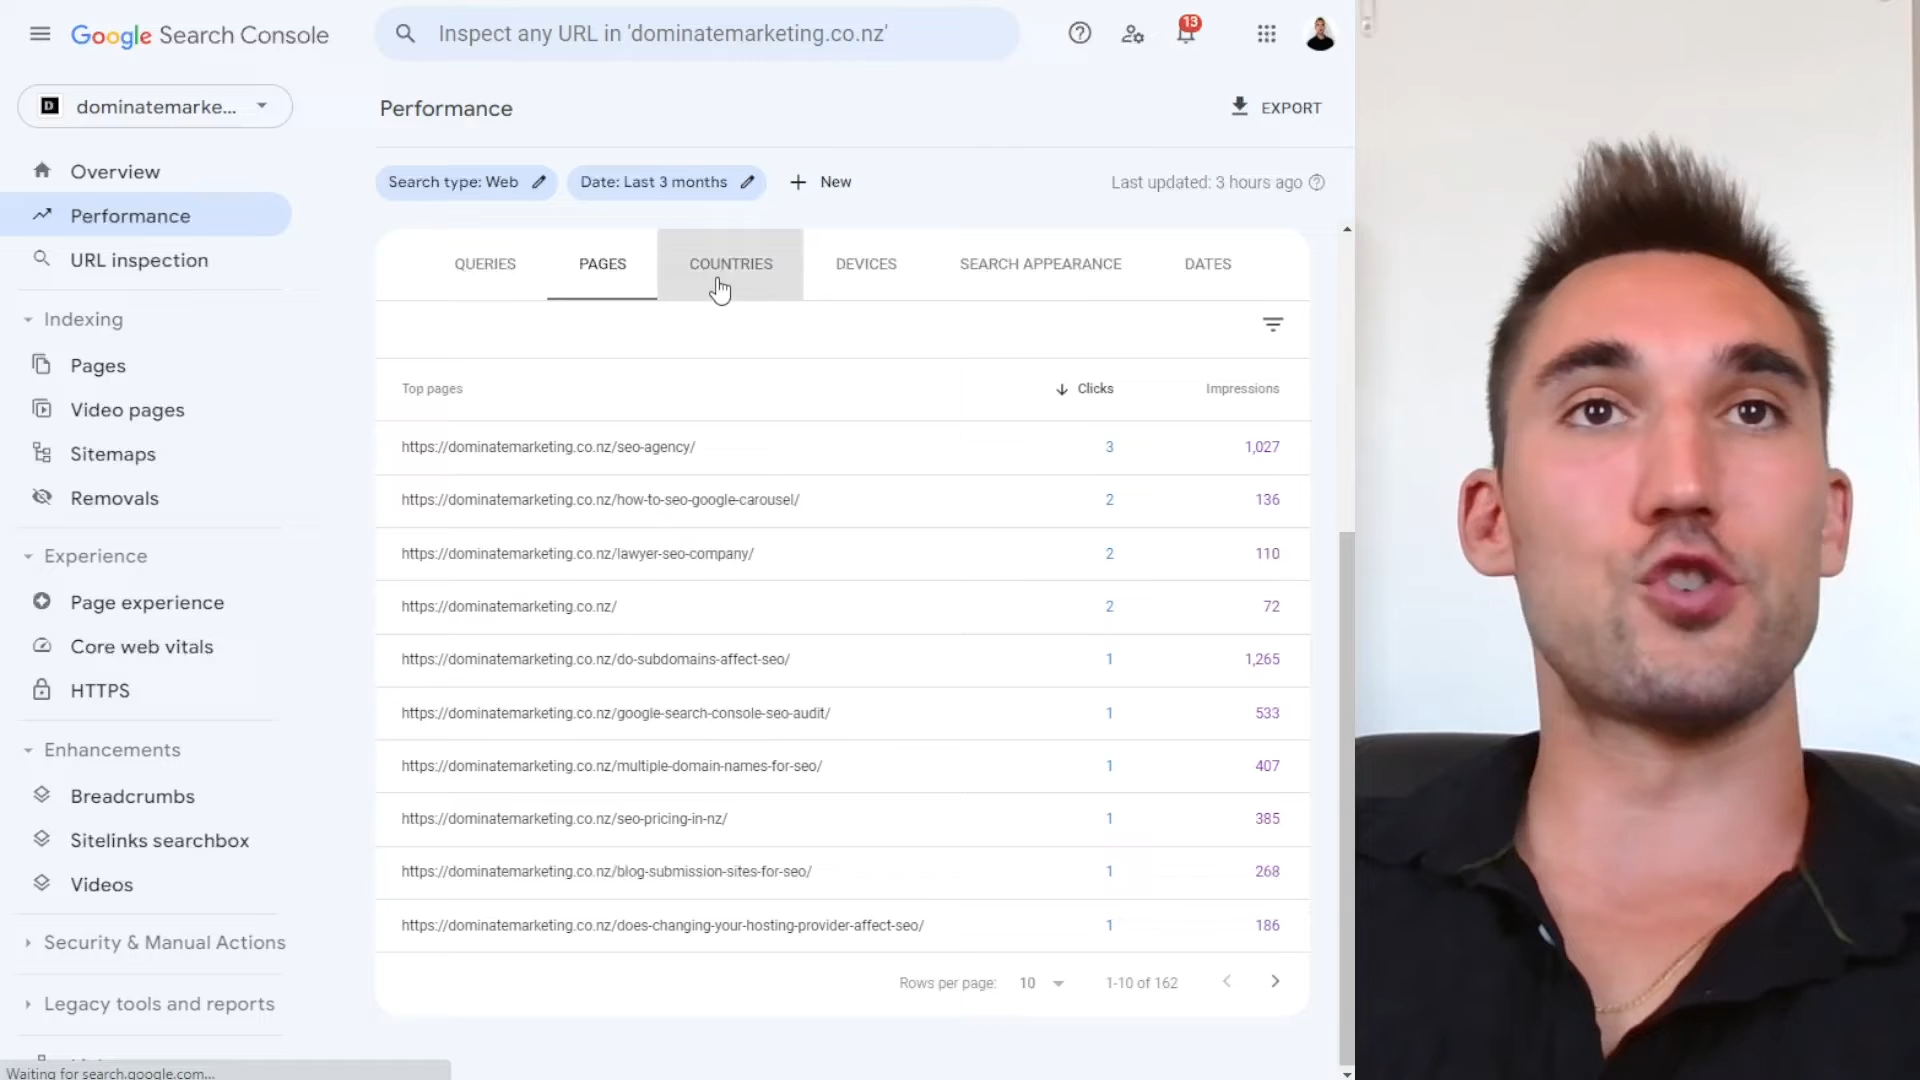 Google Search Console
Inspect any URL in 'dominatemarketing.co.nz'
13
D
dominatemarke...
Performance
EXPORT
Overview
Performance
URL inspection
Indexing
Pages
Video pages
Sitemaps
Removals
Experience
Page experience
Core web vitals
HTTPS
Enhancements
Breadcrumbs
Sitelinks searchbox
Videos
Security & Manual Actions
Legacy tools and reports
Search type: Web
Date: Last 3 months
New
Last updated: 3 hours ago
QUERIES PAGES COUNTRIES DEVICES SEARCH APPEARANCE DATES
Top pages Clicks Impressions
https://dominatemarketing.co.nz/seo-agency/ 3 1,027
https://dominatemarketing.co.nz/how-to-seo-google-carousel/ 2 136
https://dominatemarketing.co.nz/lawyer-seo-company/ 2 110
https://dominatemarketing.co.nz/ 2 72
https://dominatemarketing.co.nz/do-subdomains-affect-seo/ 1 1,265
https://dominatemarketing.co.nz/google-search-console-seo-audit/ 1 533
https://dominatemarketing.co.nz/multiple-domain-names-for-seo/ 1 407
https://dominatemarketing.co.nz/seo-pricing-in-nz/ 1 385
https://dominatemarketing.co.nz/blog-submission-sites-for-seo/ 1 268
https://dominatemarketing.co.nz/does-changing-your-hosting-provider-affect-seo/ 1 186
Rows per page: 10 1-10 of 162
Waiting for search.google.com...